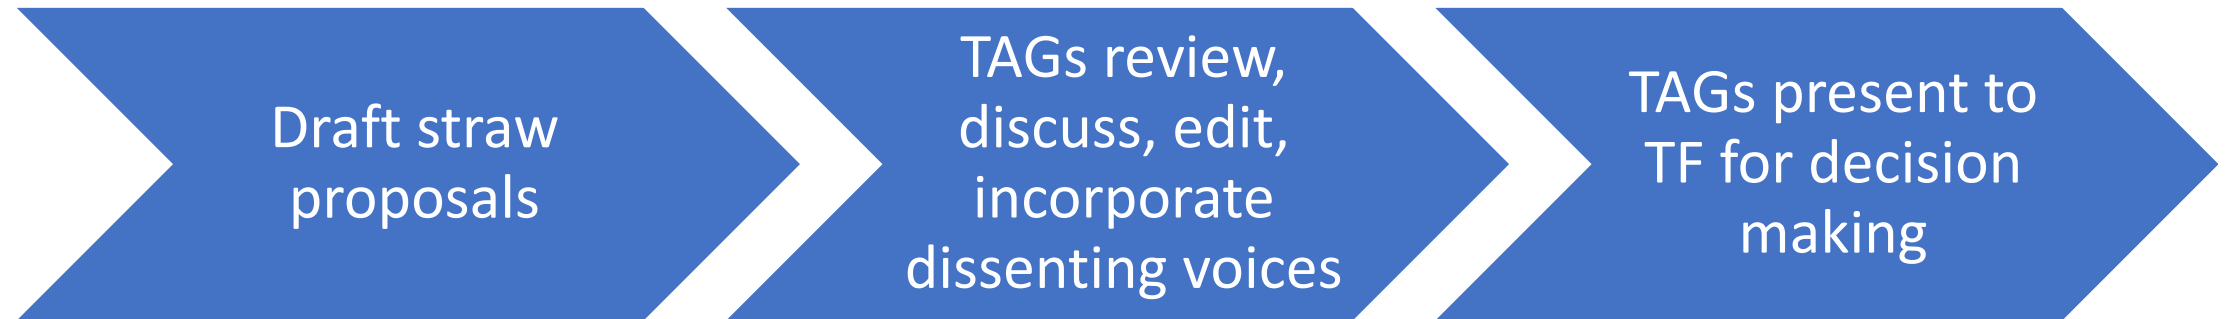 Draft straw
proposals
TAGs review,
discuss, edit,
incorporate
dissenting voices
TAGs present to
TF for decision
making